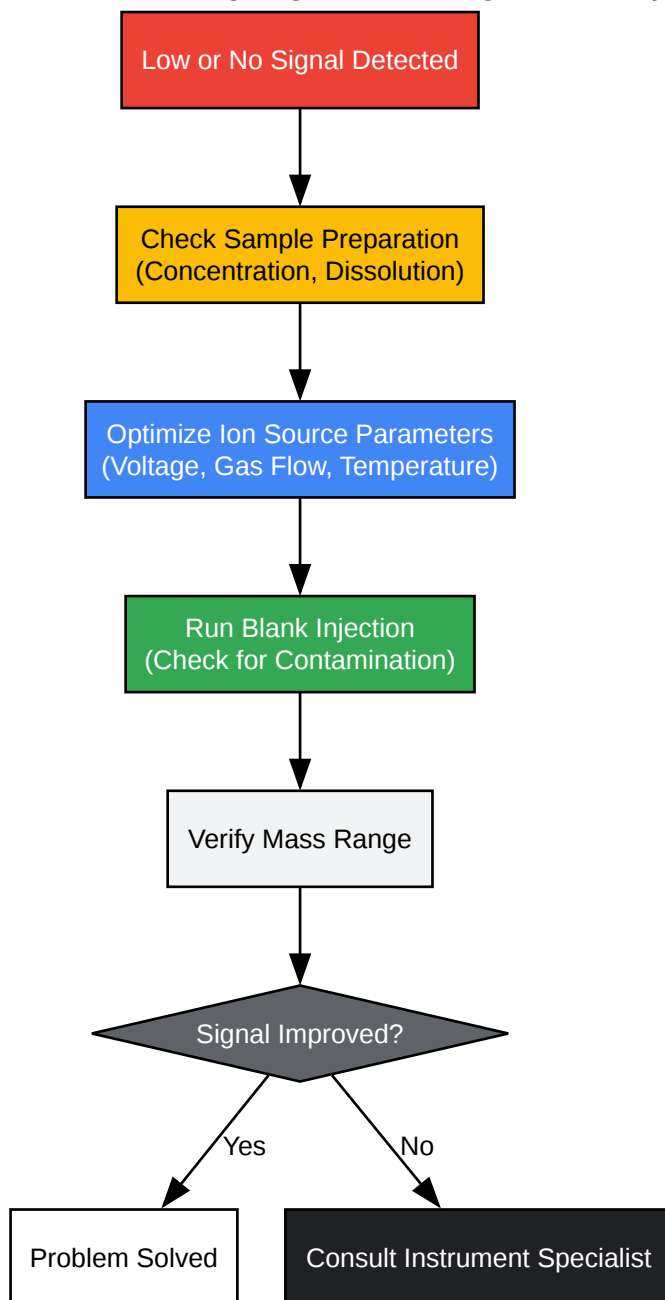 Low or No Signal Detected
Check Sample Preparation
(Concentration, Dissolution)
Optimize Ion Source Parameters
(Voltage, Gas Flow, Temperature)
Run Blank Injection
(Check for Contamination)
Verify Mass Range
Signal Improved?
Yes
No
Problem Solved
Consult Instrument Specialist